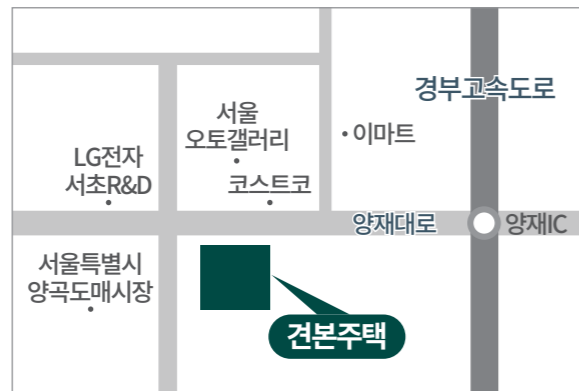 경부고속도로
서울
오토갤러리
이마트
LG전자
서초R&D
코스트코
양재대로
양재IC
서울특별시
양곡도매시장
견본주택